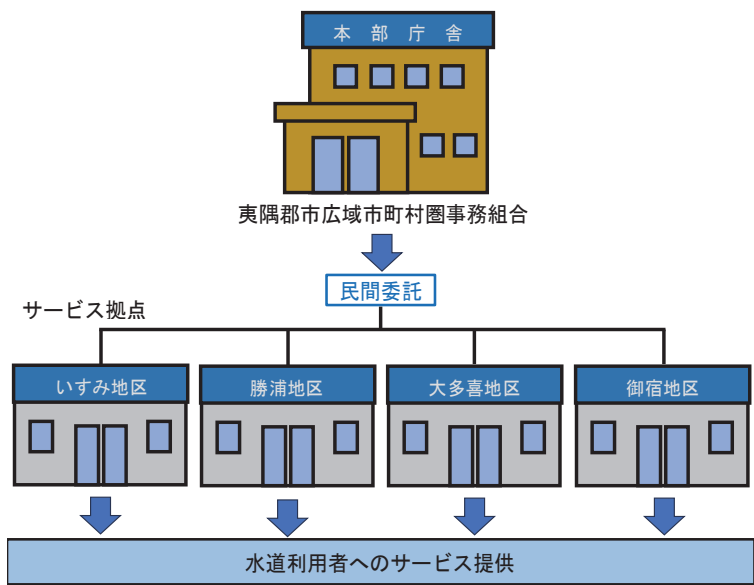 本部庁舎
夷隅郡市広域市町村圏事務組合
民間委託
サービス拠点
いすみ地区
勝浦地区
大多喜地区
御宿地区
水道利用者へのサービス提供